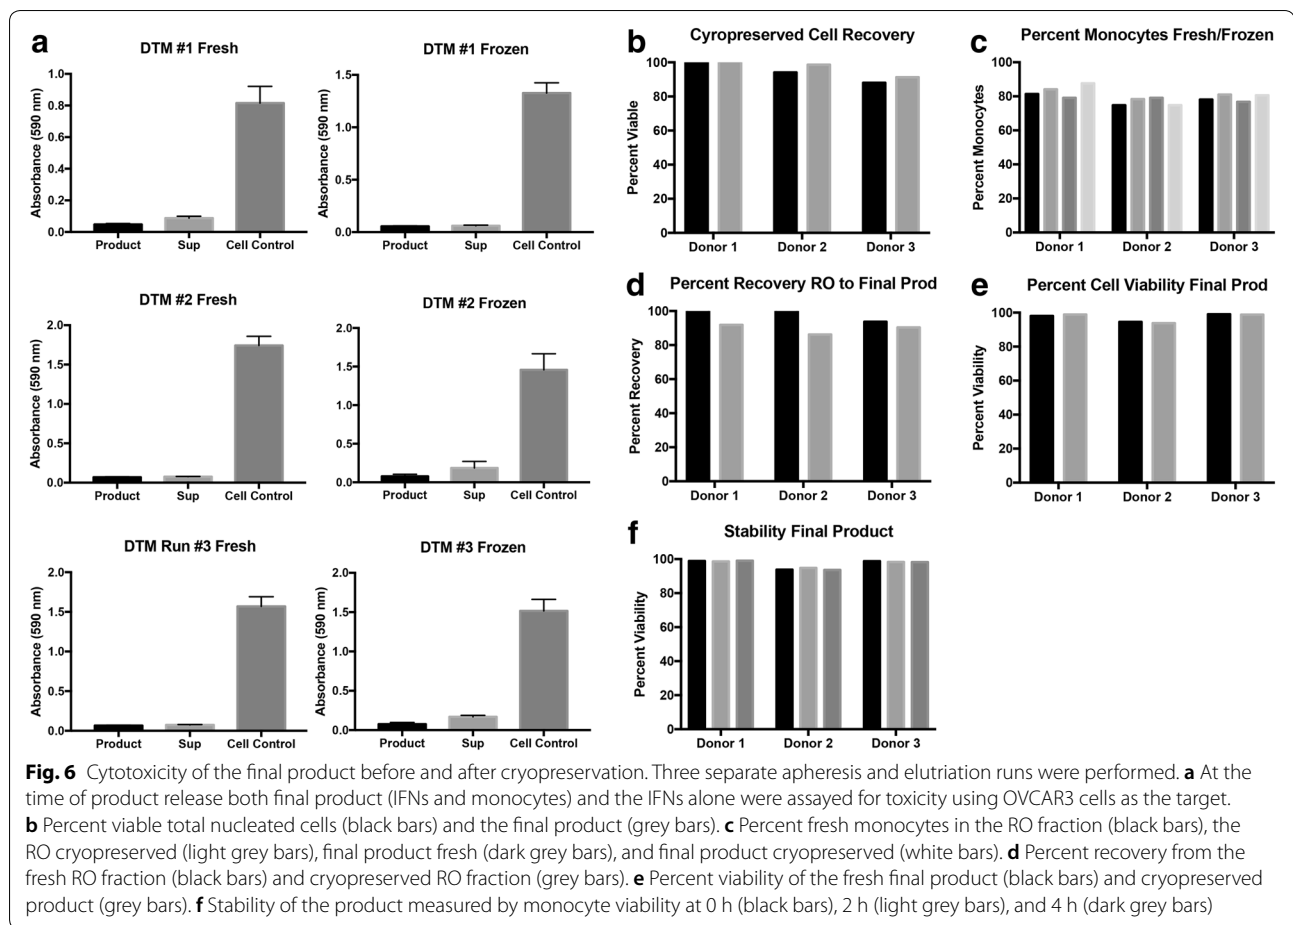 a
DTM #1 Fresh
Absorbance (590 nm)
1.0
0.8
0.6
0.4
0.2
0.0
Product Sup Cell Control
DTM #1 Frozen
Absorbance (590 nm)
1.5
1.0
0.5
0.0
Product Sup Cell Control
DTM #2 Fresh
Absorbance (590 nm)
2.0
1.5
1.0
0.5
0.0
Product Sup Cell Control
DTM #2 Frozen
Absorbance (590 nm)
2.0
1.5
1.0
0.5
0.0
Product Sup Cell Control
DTM Run #3 Fresh
Absorbance (590 nm)
2.0
1.5
1.0
0.5
0.0
Product Sup Cell Control
DTM #3 Frozen
Absorbance (590 nm)
2.0
1.5
1.0
0.5
0.0
Product Sup Cell Control
b
Cyropreserved Cell Recovery
Percent Viable
100
80
60
40
20
0
Donor 1 Donor 2 Donor 3
c
Percent Monocytes Fresh/Frozen
Percent Monocytes
100
80
60
40
20
0
Donor 1 Donor 2 Donor 3
d
Percent Recovery RO to Final Prod
Percent Recovery
100
80
60
40
20
0
Donor 1 Donor 2 Donor 3
e
Percent Cell Viability Final Prod
Percent Viability
100
80
60
40
20
0
Donor 1 Donor 2 Donor 3
f
Stability Final Product
Percent Viability
100
80
60
40
20
0
Donor 1 Donor 2 Donor 3
Fig. 6 Cytotoxicity of the final product before and after cryopreservation. Three separate apheresis and elutriation runs were performed. a At the
time of product release both final product (IFNs and monocytes) and the IFNs alone were assayed for toxicity using OVCAR3 cells as the target.
b Percent viable total nucleated cells (black bars) and the final product (grey bars). c Percent fresh monocytes in the RO fraction (black bars), the
RO cryopreserved (light grey bars), final product fresh (dark grey bars), and final product cryopreserved (white bars). d Percent recovery from the
fresh RO fraction (black bars) and cryopreserved RO fraction (grey bars). e Percent viability of the fresh final product (black bars) and cryopreserved
product (grey bars). f Stability of the product measured by monocyte viability at 0 h (black bars), 2 h (light grey bars), and 4 h (dark grey bars)